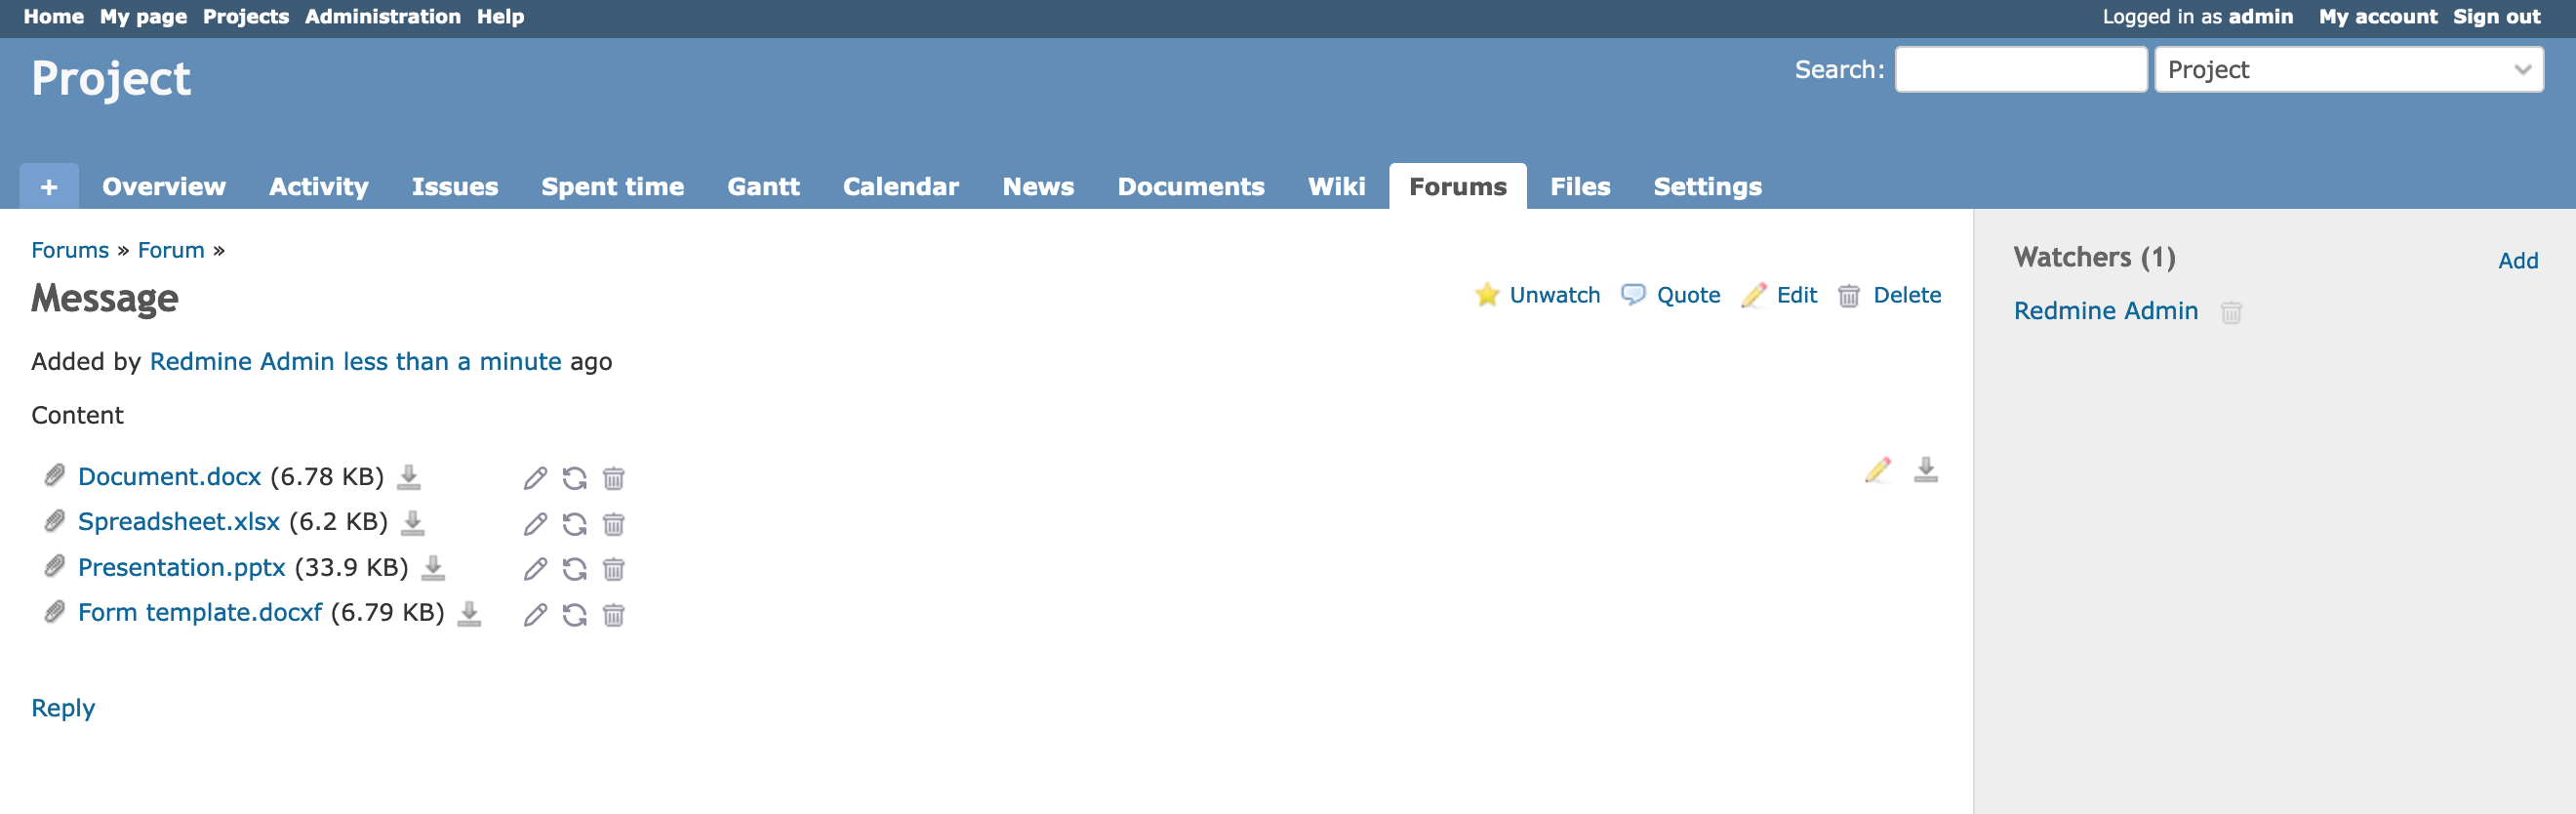 Home My page Projects Administration Help Logged in as admin My account Sign out
Project Search: Project
+ Overview Activity Issues Spent time Gantt Calendar News Documents Wiki Forums Files Settings
Forums » Forum »
Message Unwatch Quote Edit Delete
Added by Redmine Admin less than a minute ago
Content
Document.docx (6.78 KB)
Spreadsheet.xlsx (6.2 KB)
Presentation.pptx (33.9 KB)
Form template.docxf (6.79 KB)
Reply
Watchers (1) Add
Redmine Admin